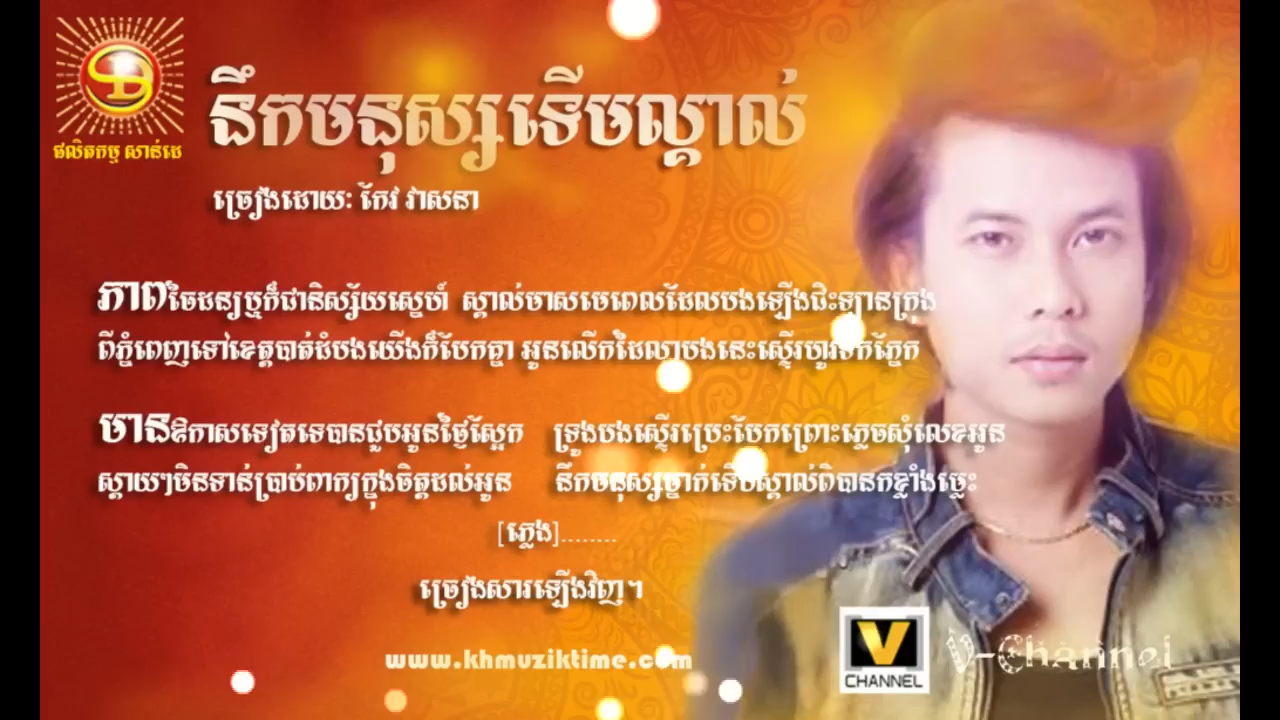 ផលិតកម្ម សាន់ដេ
នឹកមនុស្សទើបស្គាល់
ច្រៀងដោយ: កែវ វាសនា
ភាពចៃដន្យឬក៏ជានិស្ស័យស្នេហ៍ ស្គាល់មាសមេពេលដែលបងឡើងជិះឡានក្រុង
ពីភ្នំពេញទៅខេត្តបាត់ដំបងយើងក៏បែកគ្នា អូនលើកដៃលាបងនេះស្ទើរហូរទឹកភ្នែក
មានឱកាសទៀតទេបានជួបអូនថ្ងៃស្អែក ទ្រូងបងស្ទើរប្រេះបែកព្រោះភ្លេចសុំលេខអូន
ស្ដាយៗមិនទាន់ប្រាប់ពាក្យក្នុងចិត្តដល់អូន នឹកមនុស្សម្នាក់ទើបស្គាល់ពិបានកខ្លាំងម្លេះ
[ភ្លេង]........
ច្រៀងសារឡើងវិញ។
www.khmuziktime.com
V
CHANNEL
V-Channel